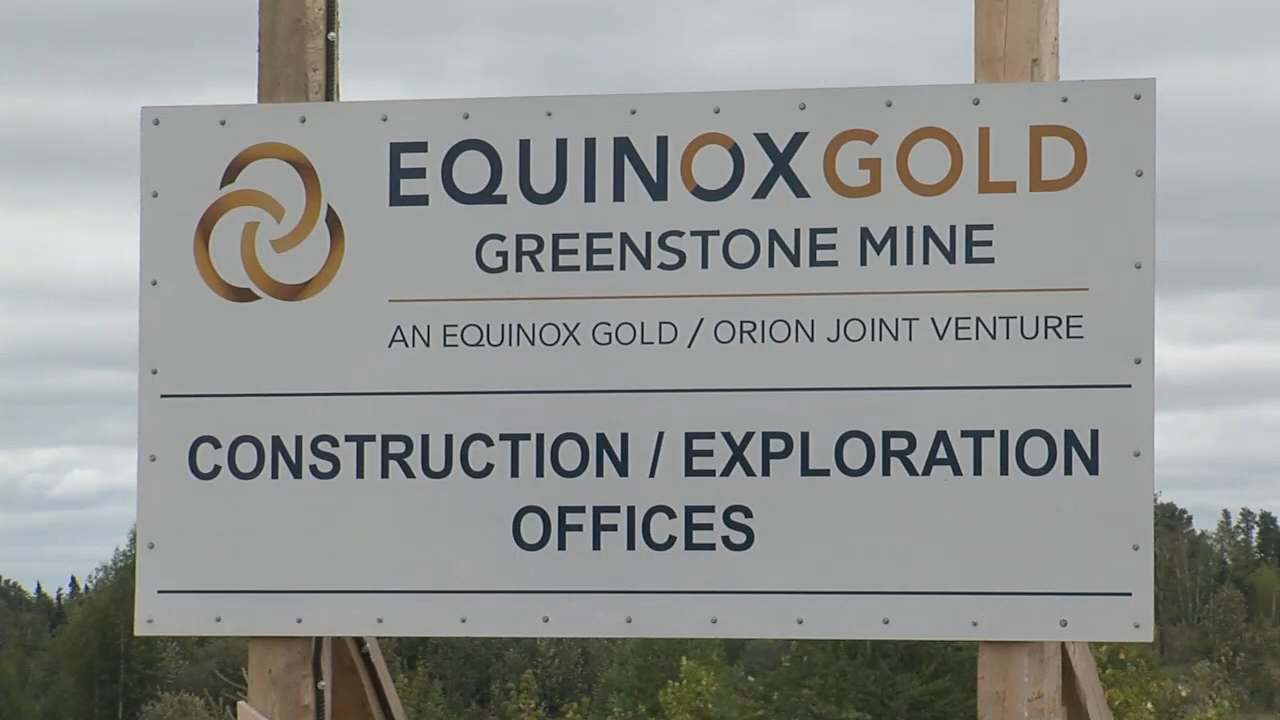 EQUINOXGOLD
GREENSTONE MINE
AN EQUINOX GOLD / ORION JOINT VENTURE
CONSTRUCTION / EXPLORATION
OFFICES